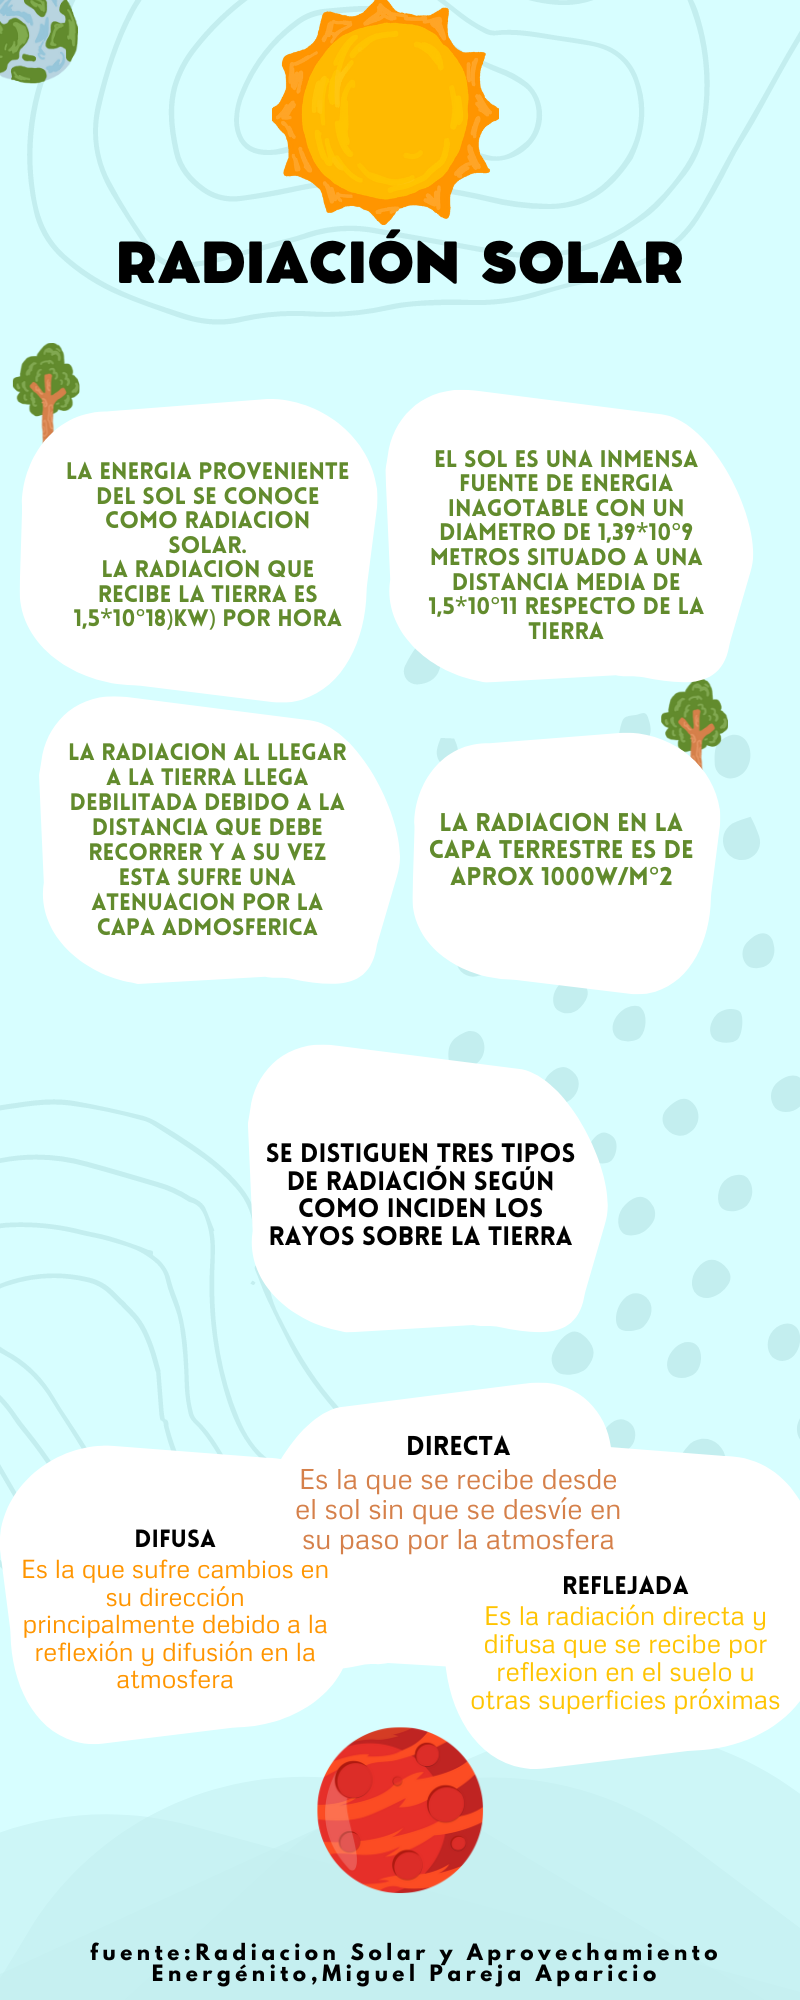 RADIACIÓN SOLAR
LA ENERGIA PROVENIENTE
DEL SOL SE CONOCE
COMO RADIACION
SOLAR.
LA RADIACION QUE
RECIBE LA TIERRA ES
1,5*10°18)KW) POR HORA
EL SOL ES UNA INMENSA
FUENTE DE ENERGIA
INAGOTABLE CON UN
DIAMETRO DE 1,39*10°9
METROS SITUADO A UNA
DISTANCIA MEDIA DE
1,5*10°11 RESPECTO DE LA
TIERRA
LA RADIACION AL LLEGAR
A LA TIERRA LLEGA
DEBILITADA DEBIDO A LA
DISTANCIA QUE DEBE
RECORRER Y A SU VEZ
ESTA SUFRE UNA
ATENUACION POR LA
CAPA ADMOSFERICA
LA RADIACION EN LA
CAPA TERRESTRE ES DE
APROX 1000W/M°2
SE DISTIGUEN TRES TIPOS
DE RADIACIÓN SEGÚN
COMO INCIDEN LOS
RAYOS SOBRE LA TIERRA
DIRECTA
Es la que se recibe desde
el sol sin que se desvíe en
su paso por la atmosfera
DIFUSA
Es la que sufre cambios en
su dirección
principalmente debido a la
reflexión y difusión en la
atmosfera
REFLEJADA
Es la radiación directa y
difusa que se recibe por
reflexion en el suelo u
otras superficies próximas
fuente:Radiacion Solar y Aprovechamiento
Energénito,Miguel Pareja Aparicio